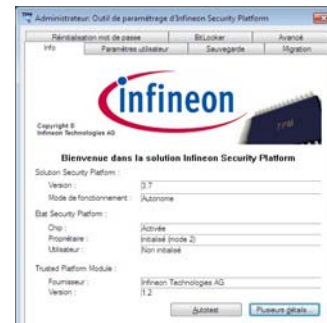 Administrateur: Outil de paramétrage d'Infineon Security Platform
Réinitialisation mot de passe
BitLocker
Avancé
Info
Paramètres utilisateur
Sauvegarde
Migration
infineon
Copyright ©
Infineon Technologies AG
TPM
Bienvenue dans la solution Infineon Security Platform
Solution Security Platform :
Version :
3.7
Mode de fonctionnement :
Autonome
Etat Security Platform :
Chip :
Activée
Propriétaire :
Initialisé (mode 2)
Utilisateur :
Non initialisé
Trusted Platform Module :
Fournisseur :
Infineon Technologies AG
Version :
1.2
Autotest
Plusieurs détails...